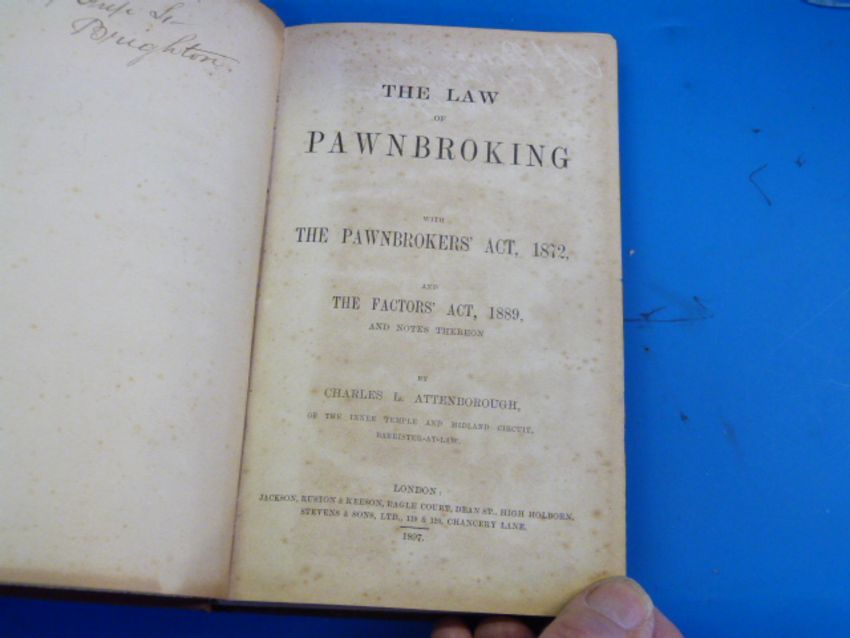 Brighton
THE LAW
OF
PAWNBROKING
WITH
THE PAWNBROKERS' ACT, 1872,
AND
THE FACTORS' ACT, 1889,
AND NOTES THEREON
BY
CHARLES L. ATTENBOROUGH,
OF THE INNER TEMPLE AND MIDLAND CIRCUIT,
BARRISTER-AT-LAW.
LONDON:
JACKSON, RUSTON & KEESON, EAGLE COURT, DEAN ST., HIGH HOLBORN,
STEVENS & SONS, LTD., 119 & 120, CHANCERY LANE.
1897.